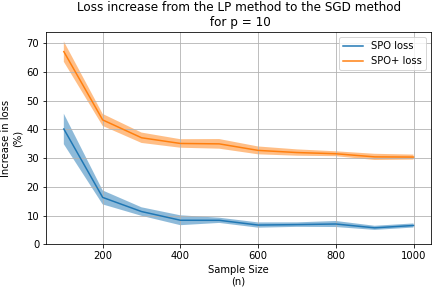 Loss increase from the LP method to the SGD method
for p = 10
SPO loss
SPO+ loss
Increase in loss
(%)
70
60
50
40
30
20
10
0
200
400
600
800
1000
Sample Size
(n)